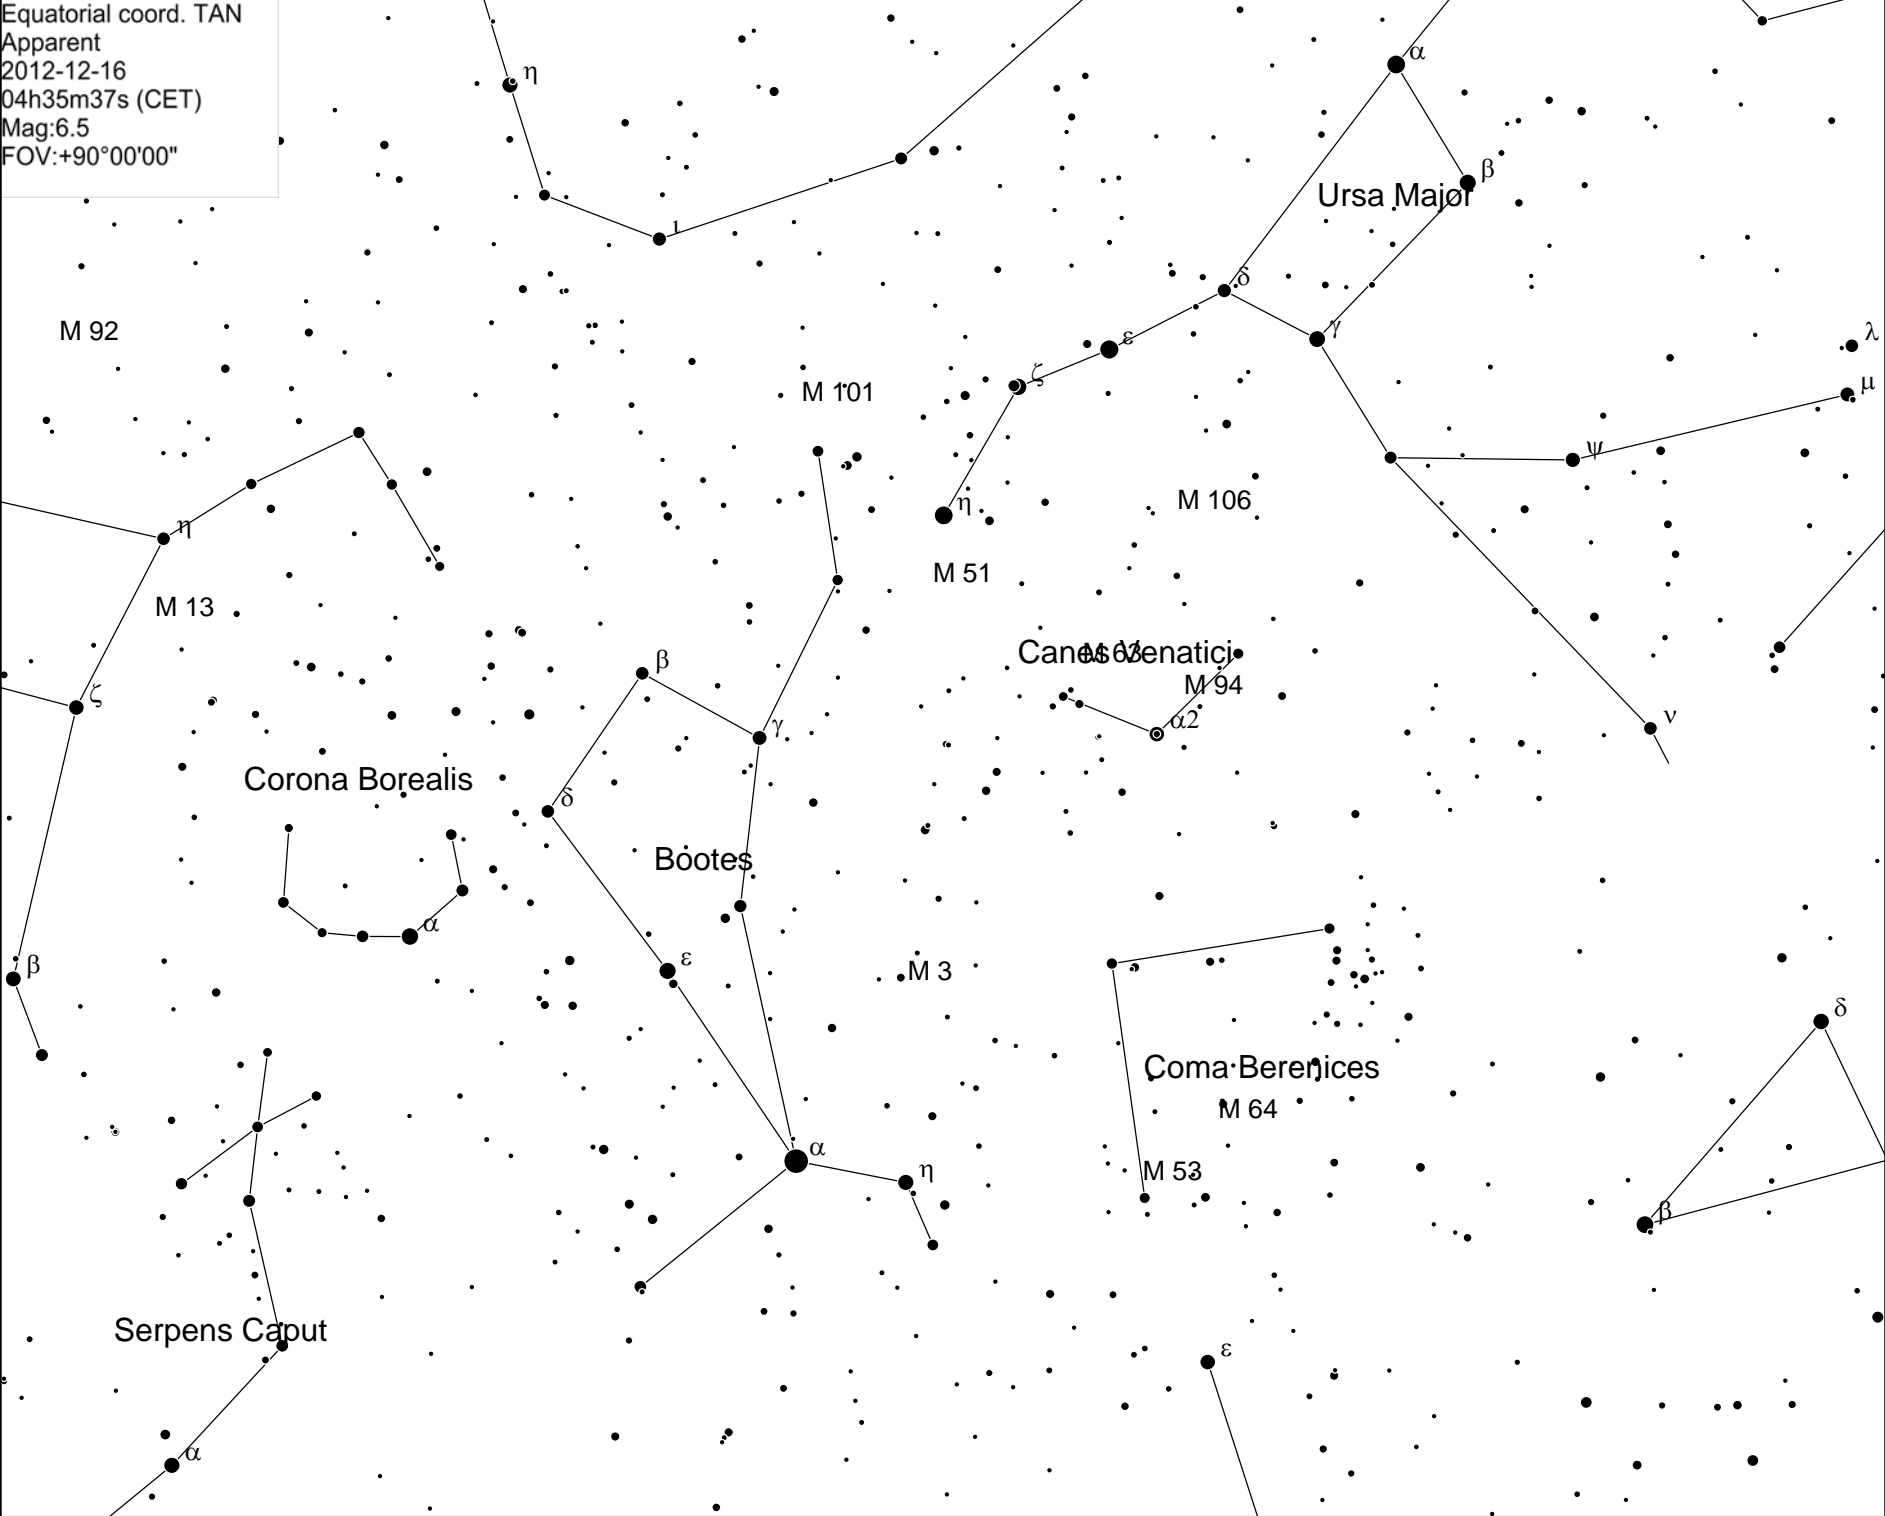 Equatorial coord. TAN
Apparent
2012-12-16
04h35m37s (CET)
Mag:6.5
FOV:+90°00'00"
η
α
β
Ursa Major
ι
δ
γ
ε
ζ
λ
μ
M 92
M 101
ψ
η
M 106
η
M 51
M 13
Canes Venatici
M 63
β
M 94
ζ
α2
ν
γ
Corona Borealis
δ
Bootes
α
ε
β
M 3
δ
Coma Berenices
M 64
α
η
M 53
β
Serpens Caput
ε
α